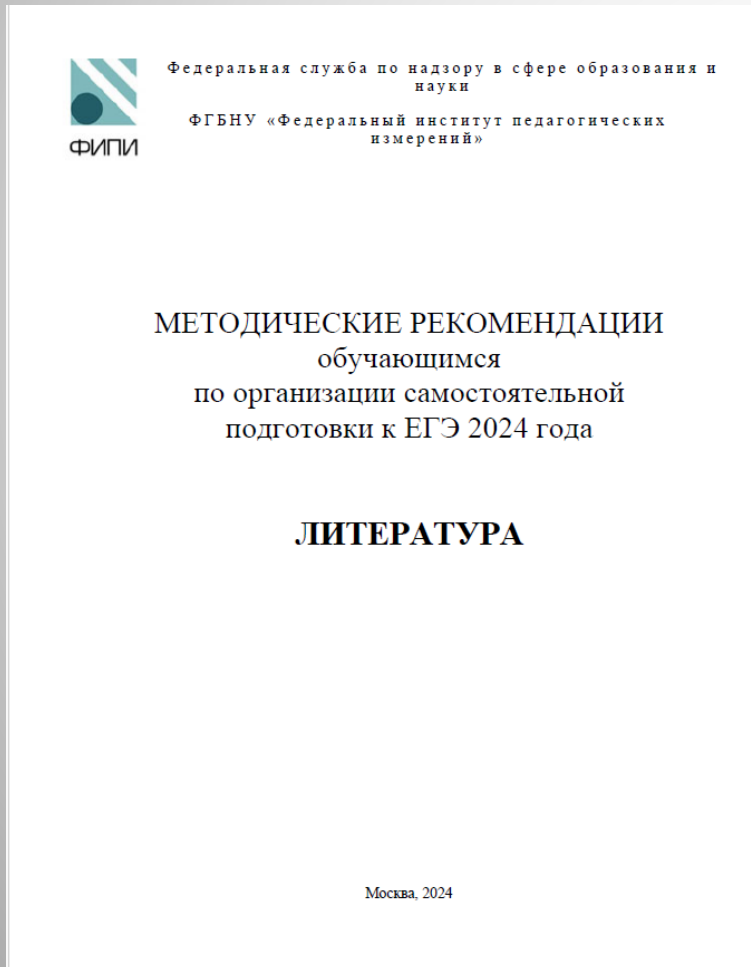 Федеральная служба по надзору в сфере образования и
науки
ФГБНУ «Федеральный институт педагогических
измерений»
ФИПИ
МЕТОДИЧЕСКИЕ РЕКОМЕНДАЦИИ
обучающимся
по организации самостоятельной
подготовки к ЕГЭ 2024 года
ЛИТЕРАТУРА
Москва, 2024